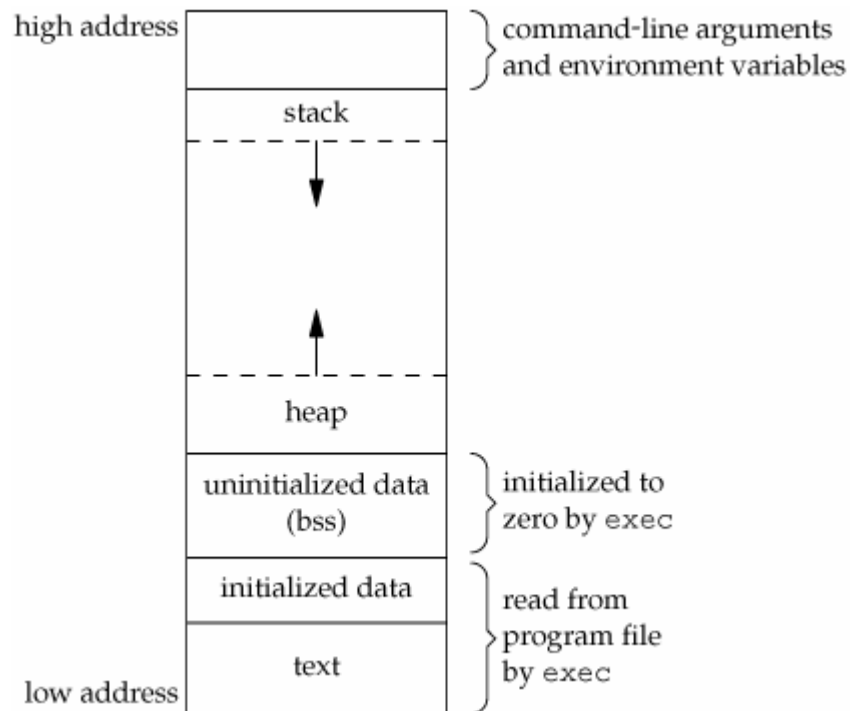 high address
command-line arguments
and environment variables
stack
heap
uninitialized data
(bss)
initialized to
zero by exec
initialized data
read from
program file
by exec
text
low address